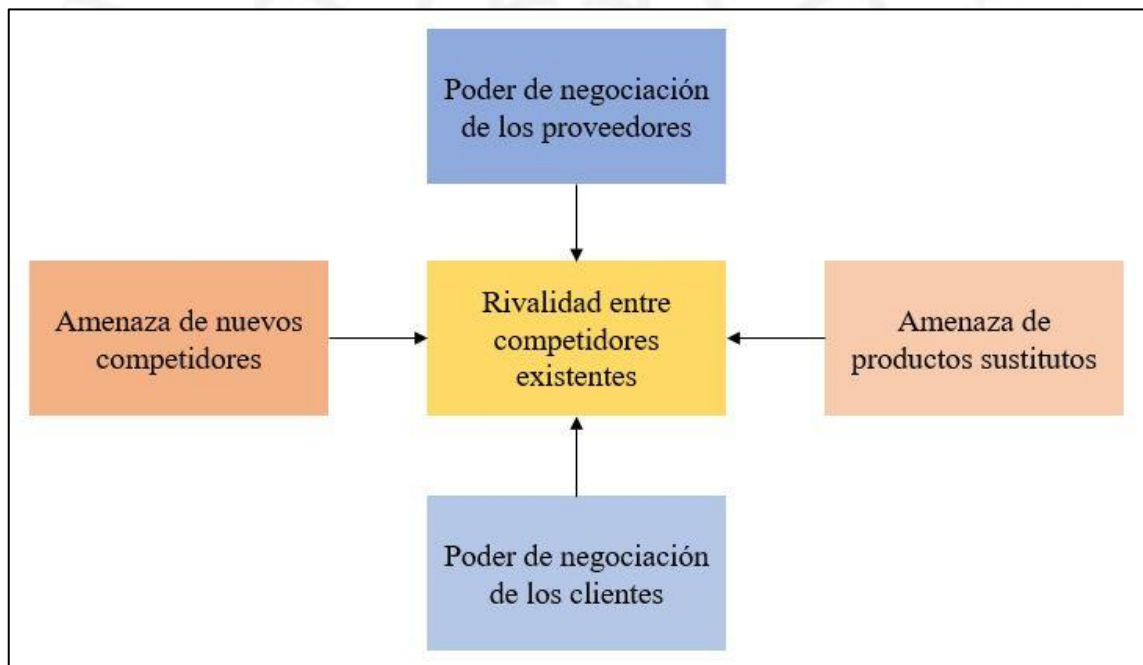 Poder de negociación
de los proveedores
Amenaza de nuevos
competidores
Rivalidad entre
competidores
existentes
Amenaza de
productos sustitutos
Poder de negociación
de los clientes